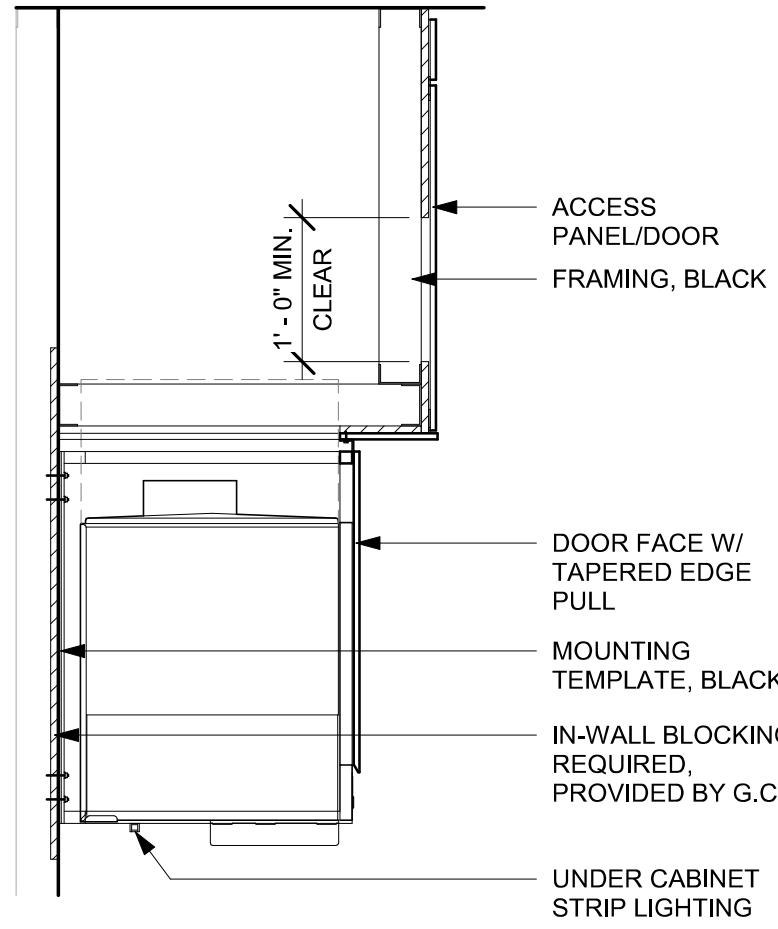 ACCESS
PANEL/DOOR
FRAMING, BLACK
1' - 0" MIN.
CLEAR
DOOR FACE W/
TAPERED EDGE
PULL
MOUNTING
TEMPLATE, BLACK
IN-WALL BLOCKING
REQUIRED,
PROVIDED BY G.C
UNDER CABINET
STRIP LIGHTING